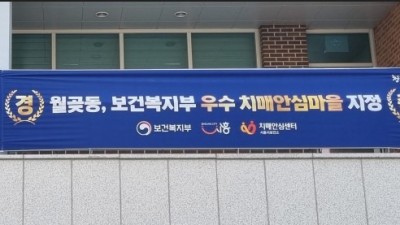 경 월곶동, 보건복지부 우수 치매안심마을 지정
보건복지부 시흥 치매안심센터